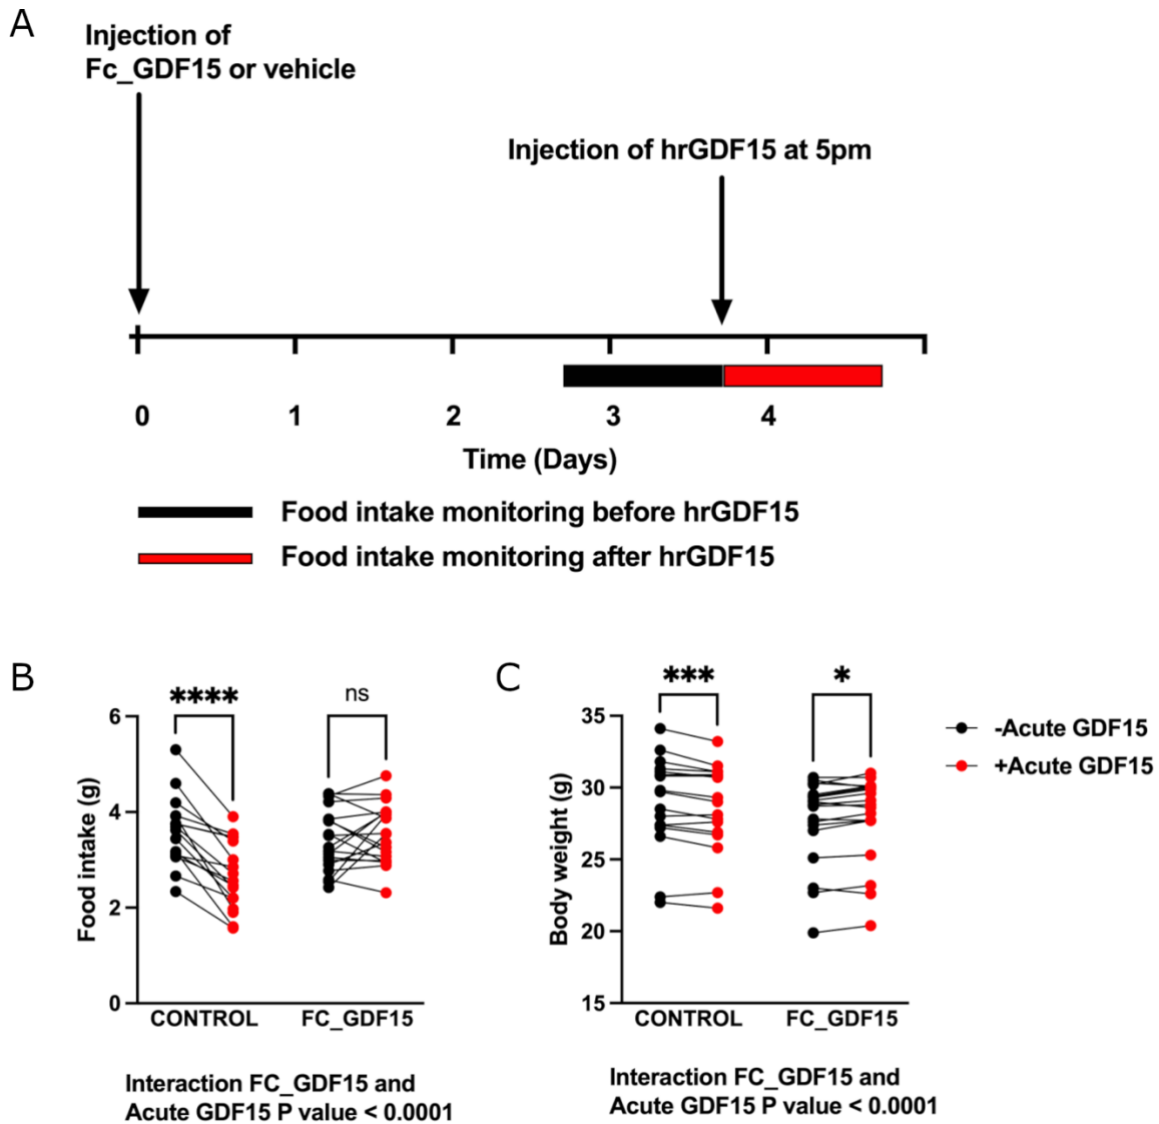 A
Injection of
Fc_GDF15 or vehicle
Injection of hrGDF15 at 5pm
0 1 2 3 4
Time (Days)
Food intake monitoring before hrGDF15
Food intake monitoring after hrGDF15
B
**** ns
Food intake (g)
6
4
2
0
CONTROL FC_GDF15
Interaction FC_GDF15 and
Acute GDF15 P value < 0.0001
C
*** *
Body weight (g)
35
30
25
20
15
CONTROL FC_GDF15
-Acute GDF15
+Acute GDF15
Interaction FC_GDF15 and
Acute GDF15 P value < 0.0001